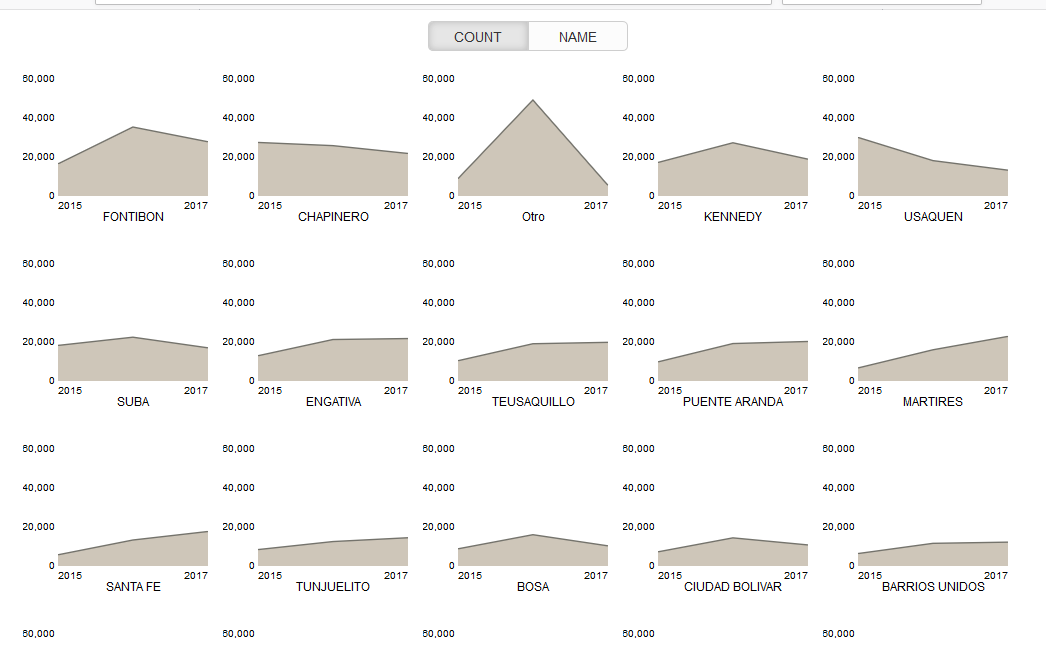 COUNT NAME
60,000 60,000 60,000 60,000 60,000
40,000 40,000 40,000 40,000 40,000
20,000 20,000 20,000 20,000 20,000
0 0 0 0 0
2015 2017 2015 2017 2015 2017 2015 2017 2015 2017
FONTIBON CHAPINERO Otro KENNEDY USAQUEN
60,000 60,000 60,000 60,000 60,000
40,000 40,000 40,000 40,000 40,000
20,000 20,000 20,000 20,000 20,000
0 0 0 0 0
2015 2017 2015 2017 2015 2017 2015 2017 2015 2017
SUBA ENGATIVA TEUSAQUILLO PUENTE ARANDA MARTIRES
60,000 60,000 60,000 60,000 60,000
40,000 40,000 40,000 40,000 40,000
20,000 20,000 20,000 20,000 20,000
0 0 0 0 0
2015 2017 2015 2017 2015 2017 2015 2017 2015 2017
SANTA FE TUNJUELITO BOSA CIUDAD BOLIVAR BARRIOS UNIDOS
60,000 60,000 60,000 60,000 60,000